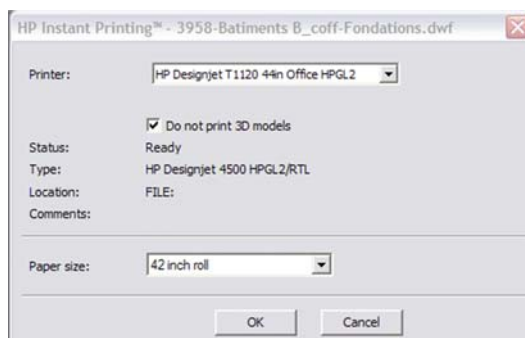 HP Instant Printing™ - 3958-Batiments B_coff-Fondations.dwf
Printer: HP Designjet T1120 44in Office HPGL2
Do not print 3D models
Status: Ready
Type: HP Designjet 4500 HPGL2/RTL
Location: FILE:
Comments:
Paper size: 42 inch roll
OK Cancel